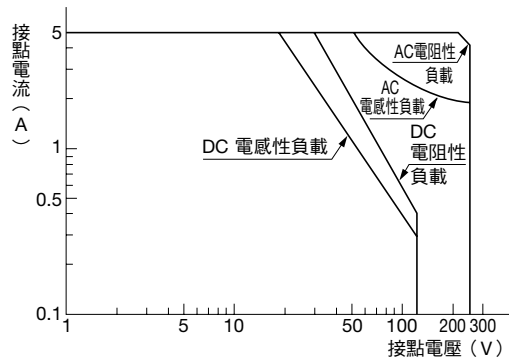 接點電流（A）
5
1
0.5
0.1
AC電阻性
負載
AC
電感性負載
DC
電阻性
負載
DC 電感性負載
1
5
10
50
100
200
300
接點電壓（V）